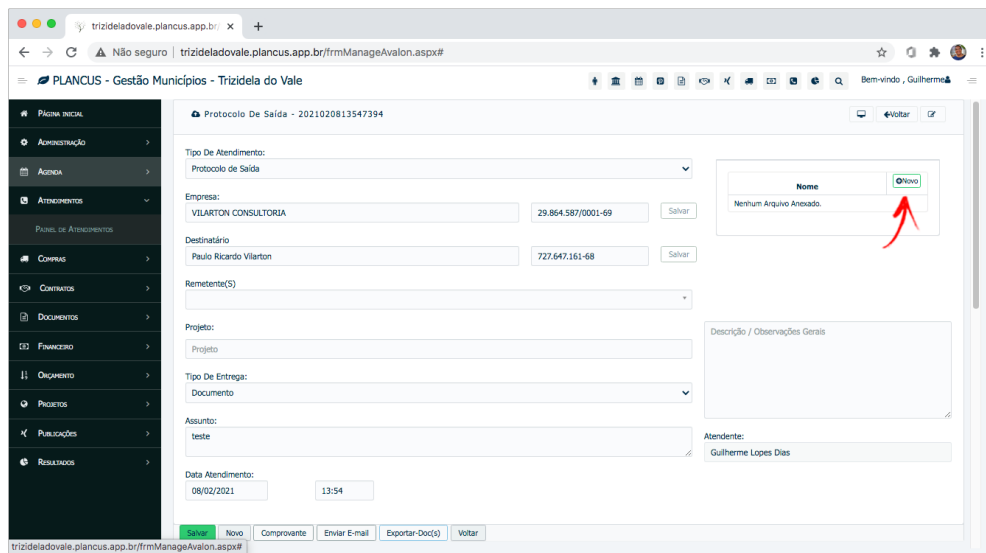 trizideladovale.plancus.app.br/
Não seguro | trizideladovale.plancus.app.br/frmManageAvalon.aspx#
PLANCUS - Gestão Municípios - Trizidela do Vale
Bem-vindo , Guilherme
Página inicial
Administração
Agenda
Atendimentos
Painel de Atendimentos
Compras
Contratos
Documentos
Financeiro
Orçamento
Projetos
Publicações
Resultados
Protocolo De Saída - 2021020813547394
Voltar
Tipo De Atendimento:
Protocolo de Saída
Empresa:
VILARTON CONSULTORIA 29.864.587/0001-69 Salvar
Destinatário
Paulo Ricardo Vilarton 727.647.161-68 Salvar
Remetente(S)
Projeto:
Projeto
Tipo De Entrega:
Documento
Assunto:
teste
Data Atendimento:
08/02/2021 13:54
Nome Novo
Nenhum Arquivo Anexado.
Descrição / Observações Gerais
Atendente:
Guilherme Lopes Dias
Salvar Novo Comprovante Enviar E-mail Exportar-Doc(s) Voltar
trizideladovale.plancus.app.br/frmManageAvalon.aspx#